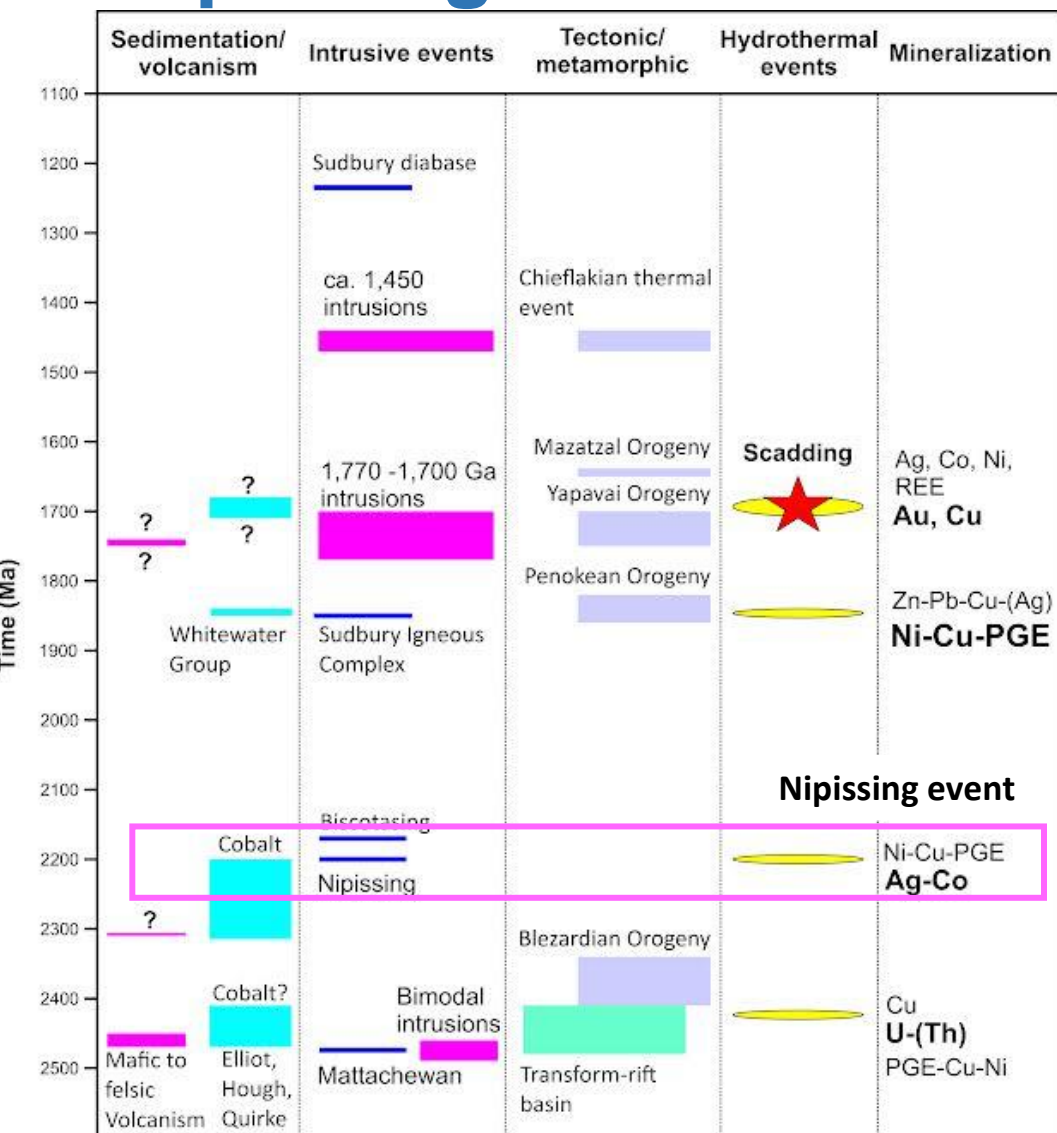 Sedimentation/
volcanism
Intrusive events
Tectonic/
metamorphic
Hydrothermal
events
Mineralization
Time (Ma)
1100
1200
1300
1400
1500
1600
1700
1800
1900
2000
2100
2200
2300
2400
2500
?
?
?
?
Whitewater
Group
Cobalt
?
Cobalt?
Mafic to
felsic
Volcanism
Elliot,
Hough,
Quirke
Sudbury diabase
ca. 1,450
intrusions
1,770 -1,700 Ga
intrusions
Sudbury Igneous
Complex
Biscotasing
Nipissing
Bimodal
intrusions
Mattachewan
Chieflakian thermal
event
Mazatzal Orogeny
Yapavai Orogeny
Penokean Orogeny
Blezardian Orogeny
Transform-rift
basin
Scadding
Nipissing event
Ag, Co, Ni,
REE
Au, Cu
Zn-Pb-Cu-(Ag)
Ni-Cu-PGE
Ni-Cu-PGE
Ag-Co
Cu
U-(Th)
PGE-Cu-Ni